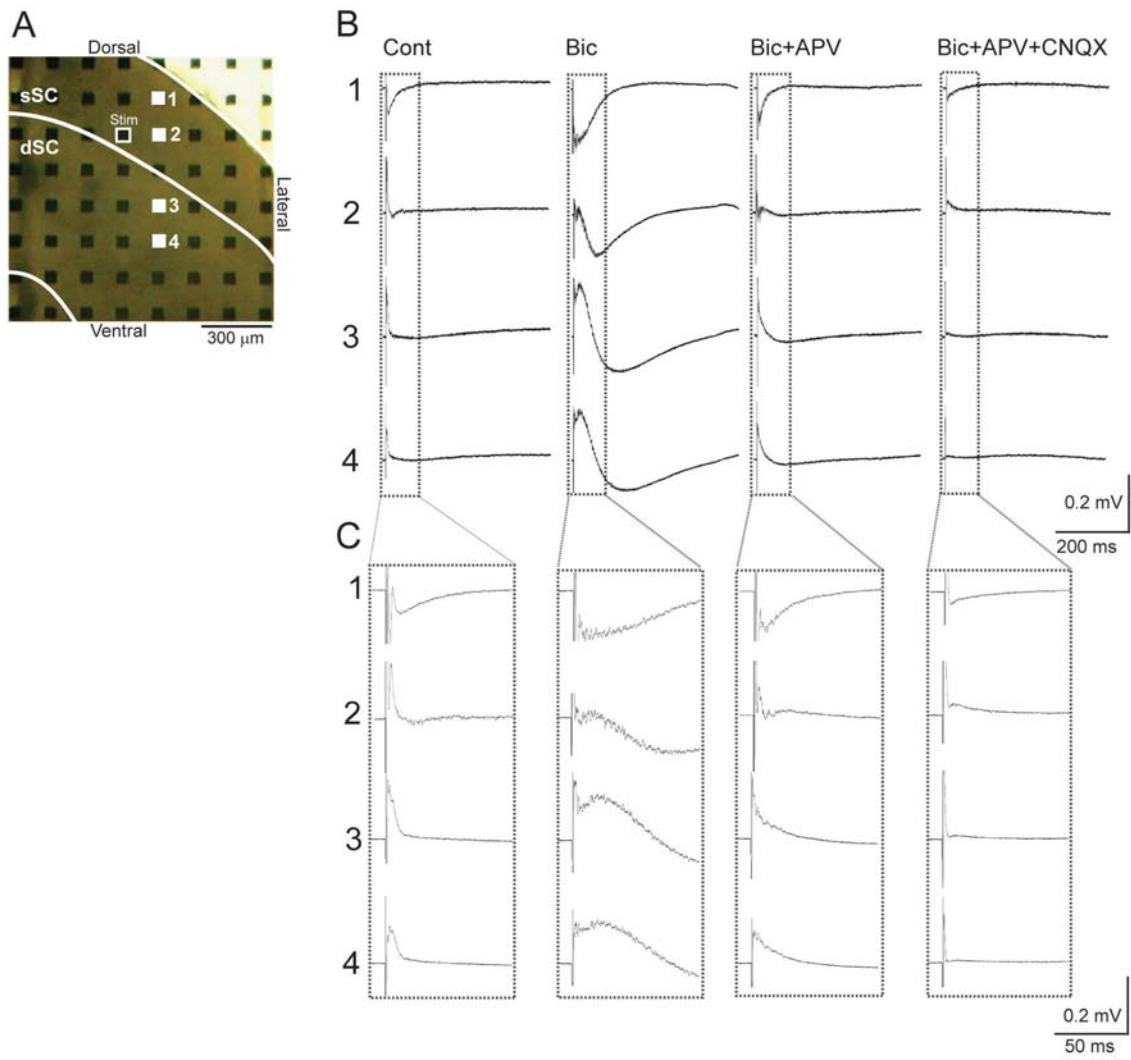 A
Dorsal
sSC
1
Stim
2
dSC
3
4
Lateral
Ventral
300 μm
B
Cont
Bic
Bic+APV
Bic+APV+CNQX
1
2
3
4
0.2 mV
200 ms
C
1
2
3
4
0.2 mV
50 ms